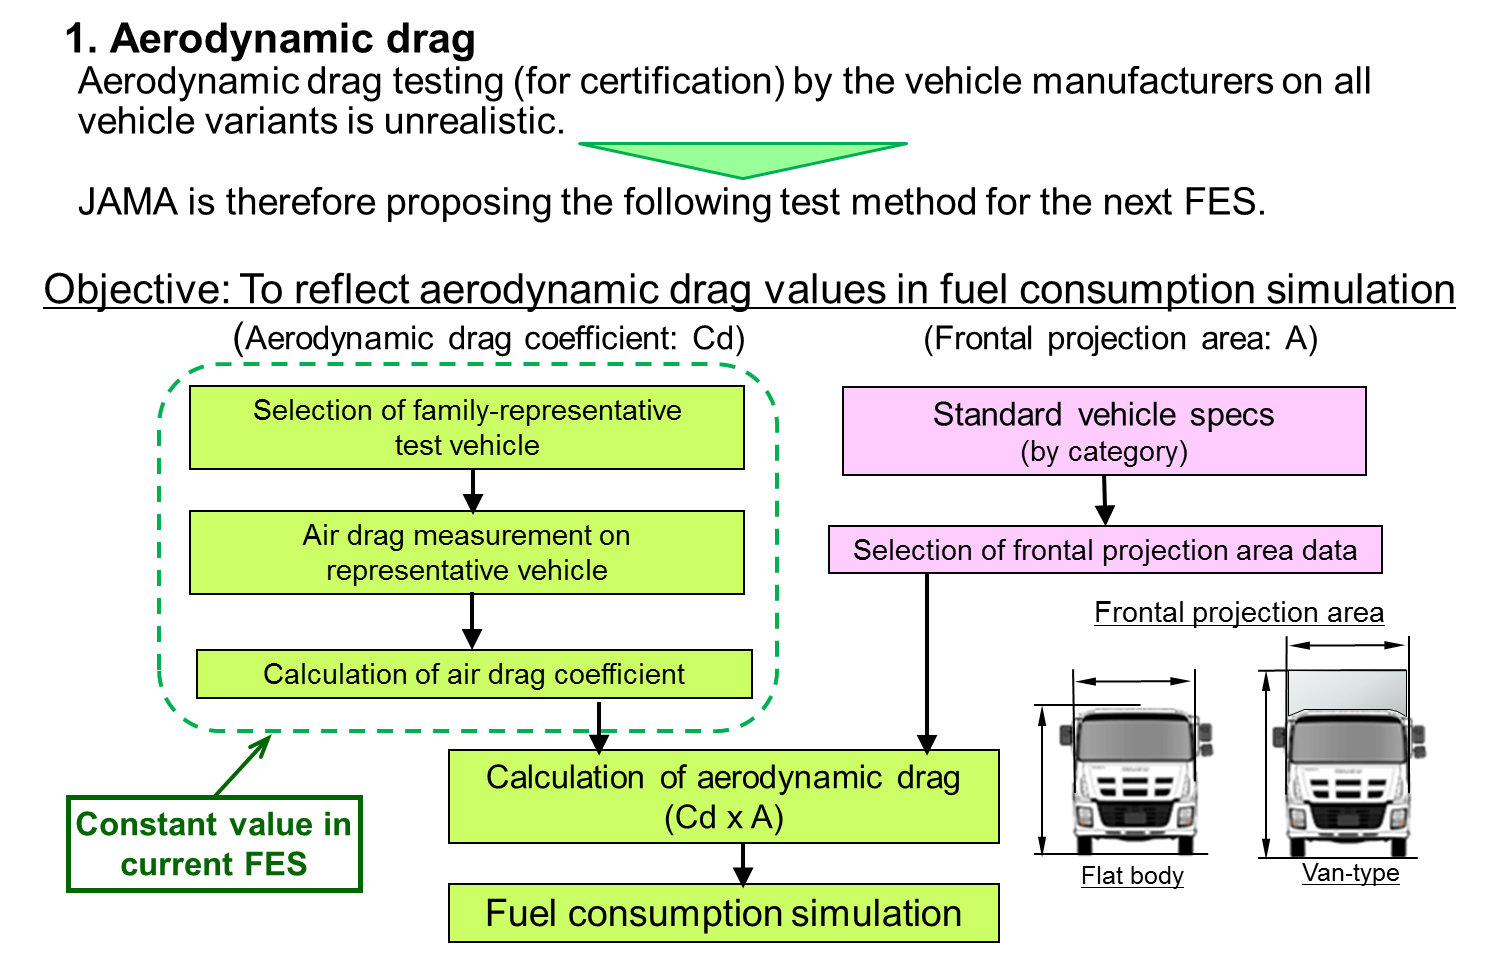 1. Aerodynamic drag
Aerodynamic drag testing (for certification) by the vehicle manufacturers on all
vehicle variants is unrealistic.
JAMA is therefore proposing the following test method for the next FES.
Objective: To reflect aerodynamic drag values in fuel consumption simulation
(Aerodynamic drag coefficient: Cd)
(Frontal projection area: A)
Selection of family-representative
test vehicle
Air drag measurement on
representative vehicle
Calculation of air drag coefficient
Standard vehicle specs
(by category)
Selection of frontal projection area data
Frontal projection area
Flat body
Van-type
Constant value in
current FES
Calculation of aerodynamic drag
(Cd x A)
Fuel consumption simulation